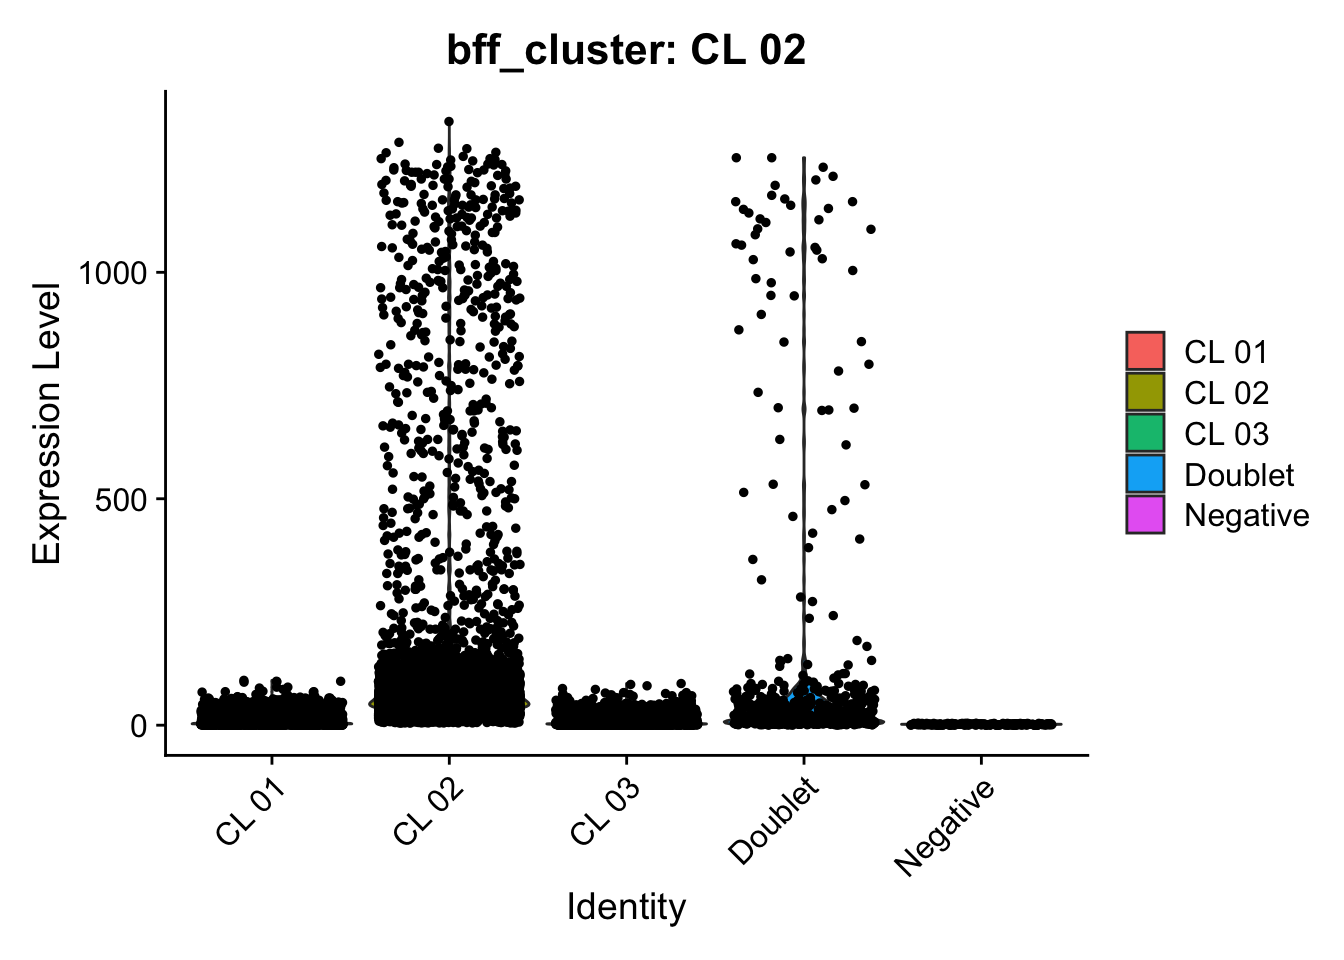 bff_cluster: CL 02
Expression Level
1000
500
0
CL 01
CL 02
CL 03
Doublet
Negative
Identity
CL 01
CL 02
CL 03
Doublet
Negative